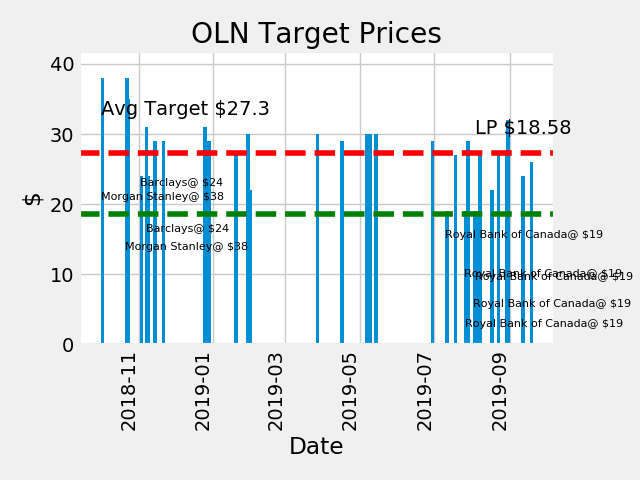 OLN Target Prices
40
30
20
10
0
$
Avg Target $27.3
LP $18.58
Barclays@ $24
Morgan Stanley@ $38
Barclays@ $24
Morgan Stanley@ $38
Royal Bank of Canada@ $19
Royal Bank of Canada@ $19
Royal Bank of Canada@ $19
Royal Bank of Canada@ $19
Royal Bank of Canada@ $19
2018-11
2019-01
2019-03
2019-05
2019-07
2019-09
Date